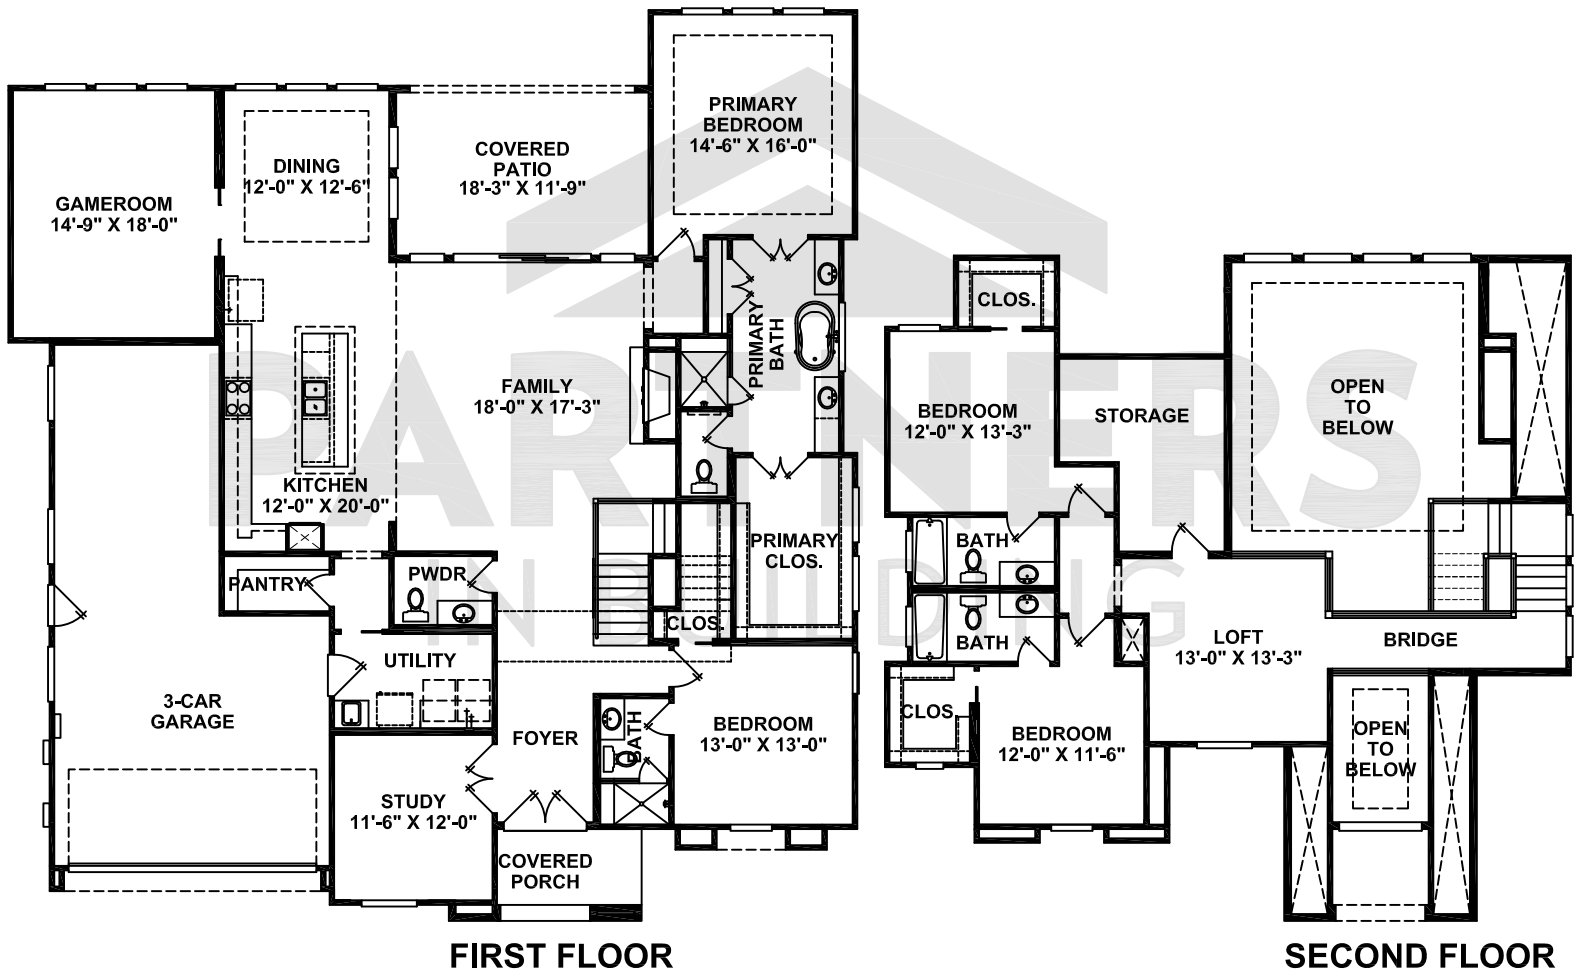 PRIMARY
BEDROOM
14'-6" X 16'-0"
COVERED
PATIO
18'-3" X 11'-9"
DINING
12'-0" X 12'-6"
GAMEROOM
14'-9" X 18'-0"
PRIMARY
BATH
FAMILY
18'-0" X 17'-3"
KITCHEN
12'-0" X 20'-0"
PRIMARY
CLOS.
PANTRY
PWDR.
CLOS.
UTILITY
3-CAR
GARAGE
FOYER
BATH
BEDROOM
13'-0" X 13'-0"
STUDY
11'-6" X 12'-0"
COVERED
PORCH
FIRST FLOOR
CLOS.
BEDROOM
12'-0" X 13'-3"
STORAGE
OPEN
TO
BELOW
BATH
BATH
LOFT
13'-0" X 13'-3"
BRIDGE
CLOS.
BEDROOM
12'-0" X 11'-6"
OPEN
TO
BELOW
SECOND FLOOR
PARTNERS
IN BUILDING